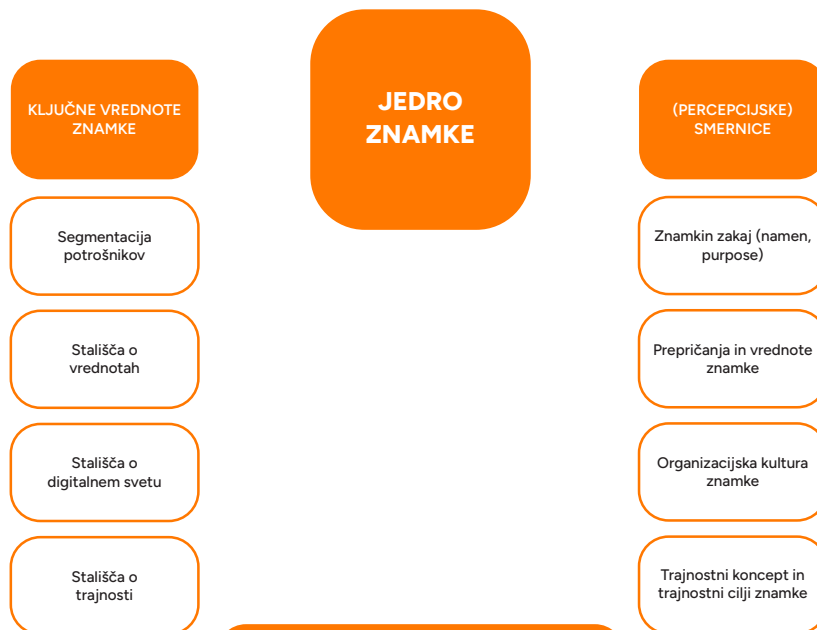 JEDRO
ZNAMKE
KLJUČNE VREDNOTE
ZNAMKE
Segmentacija
potrošnikov
Stališča o
vrednotah
Stališča o
digitalnem svetu
Stališča o
trajnosti
(PERCEPCIJSKE)
SMERNICE
Znamkin zakaj (namen,
purpose)
Prepričanja in vrednote
znamke
Organizacijska kultura
znamke
Trajnostni koncept in
trajnostni cilji znamke